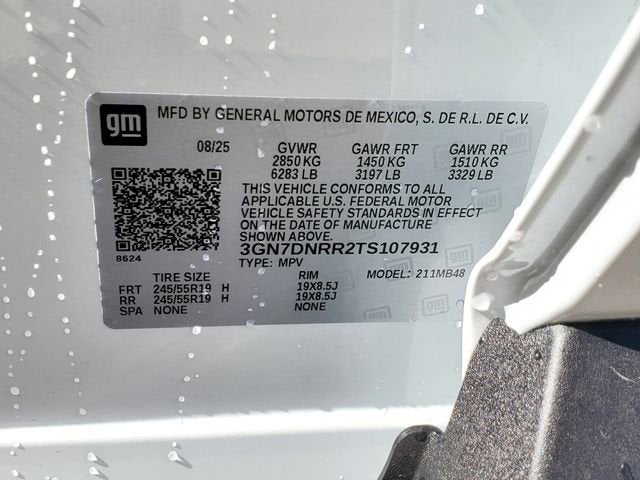 gm MFD BY GENERAL MOTORS DE MEXICO, S. DE R.L. DE C.V.
08/25 GVWR GAWR FRT GAWR RR
2850 KG 1450 KG 1510 KG
6283 LB 3197 LB 3329 LB
THIS VEHICLE CONFORMS TO ALL
APPLICABLE U.S. FEDERAL MOTOR
VEHICLE SAFETY STANDARDS IN EFFECT
ON THE DATE OF MANUFACTURE
SHOWN ABOVE.
8624
3GN7DNRR2TS107931
TYPE: MPV MODEL: 211MB48
TIRE SIZE RIM
FRT 245/55R19 H 19X8.5J
RR 245/55R19 H 19X8.5J
SPA NONE NONE